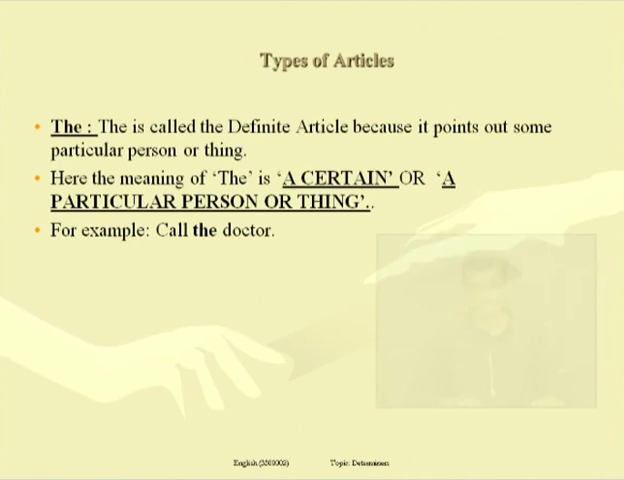 Types of Articles
• The : The is called the Definite Article because it points out some
particular person or thing.
• Here the meaning of ‘The’ is ‘A CERTAIN’ OR ‘A
PARTICULAR PERSON OR THING’..
• For example: Call the doctor.
English Topic: Determiners